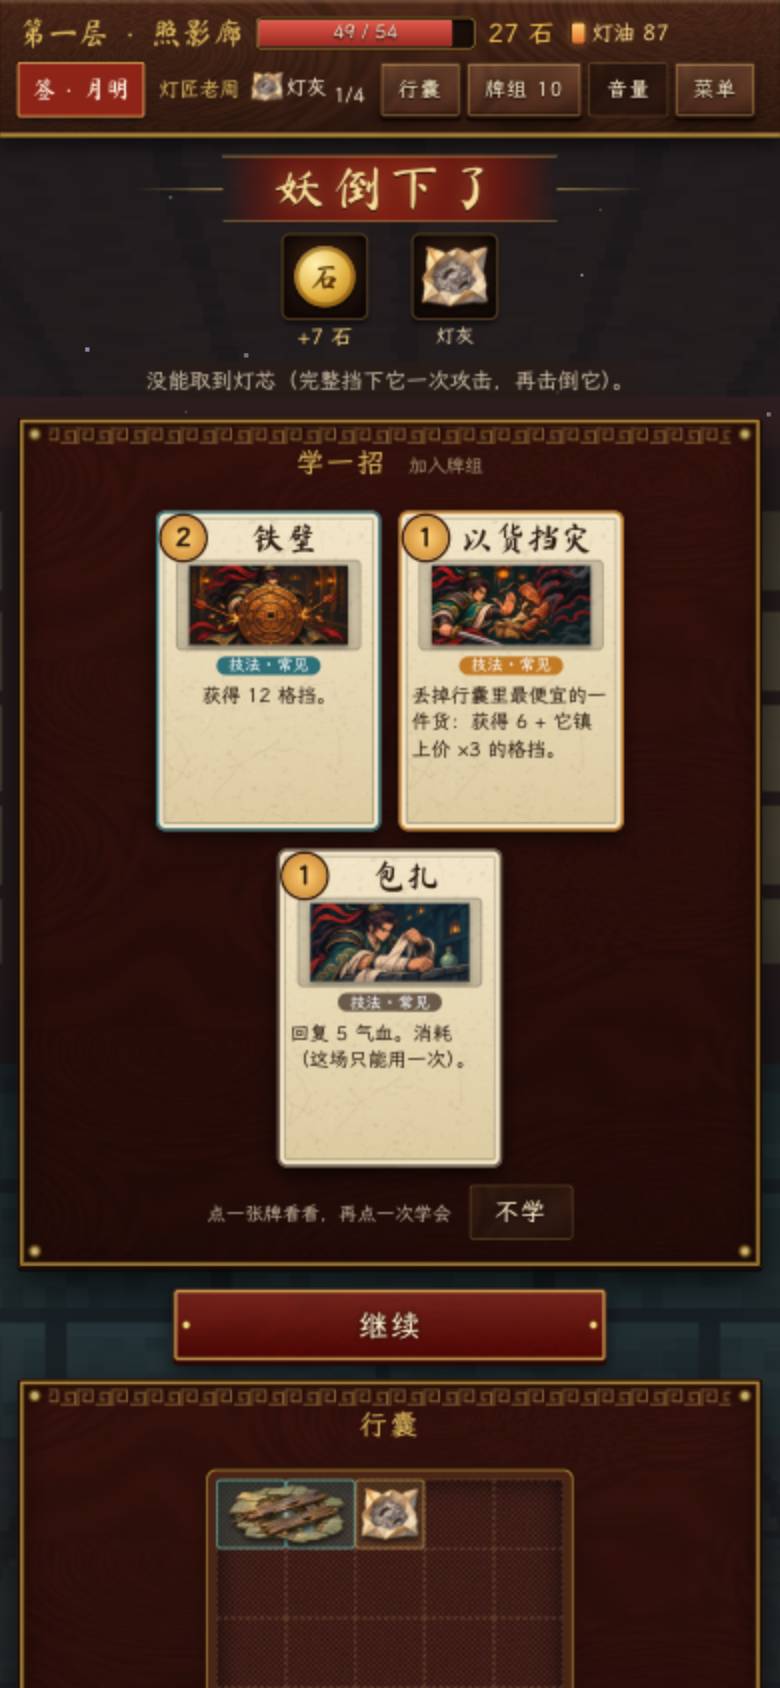 第一层 · 照影廊 49 / 54 27 石 灯油 87
签 · 月明 灯匠老周 灯灰 1/4 行囊 牌组 10 音量 菜单
妖倒下了
石
+7 石 灯灰
没能取到灯芯（完整挡下它一次攻击，再击倒它）。
学一招 加入牌组
2 铁壁
技法·常见
获得 12 格挡。
1 以货挡灾
技法·常见
丢掉行囊里最便宜的一
件货：获得 6 + 它镇
上价 ×3 的格挡。
1 包扎
技法·常见
回复 5 气血。消耗
（这场只能用一次）。
点一张牌看看，再点一次学会 不学
继续
行囊